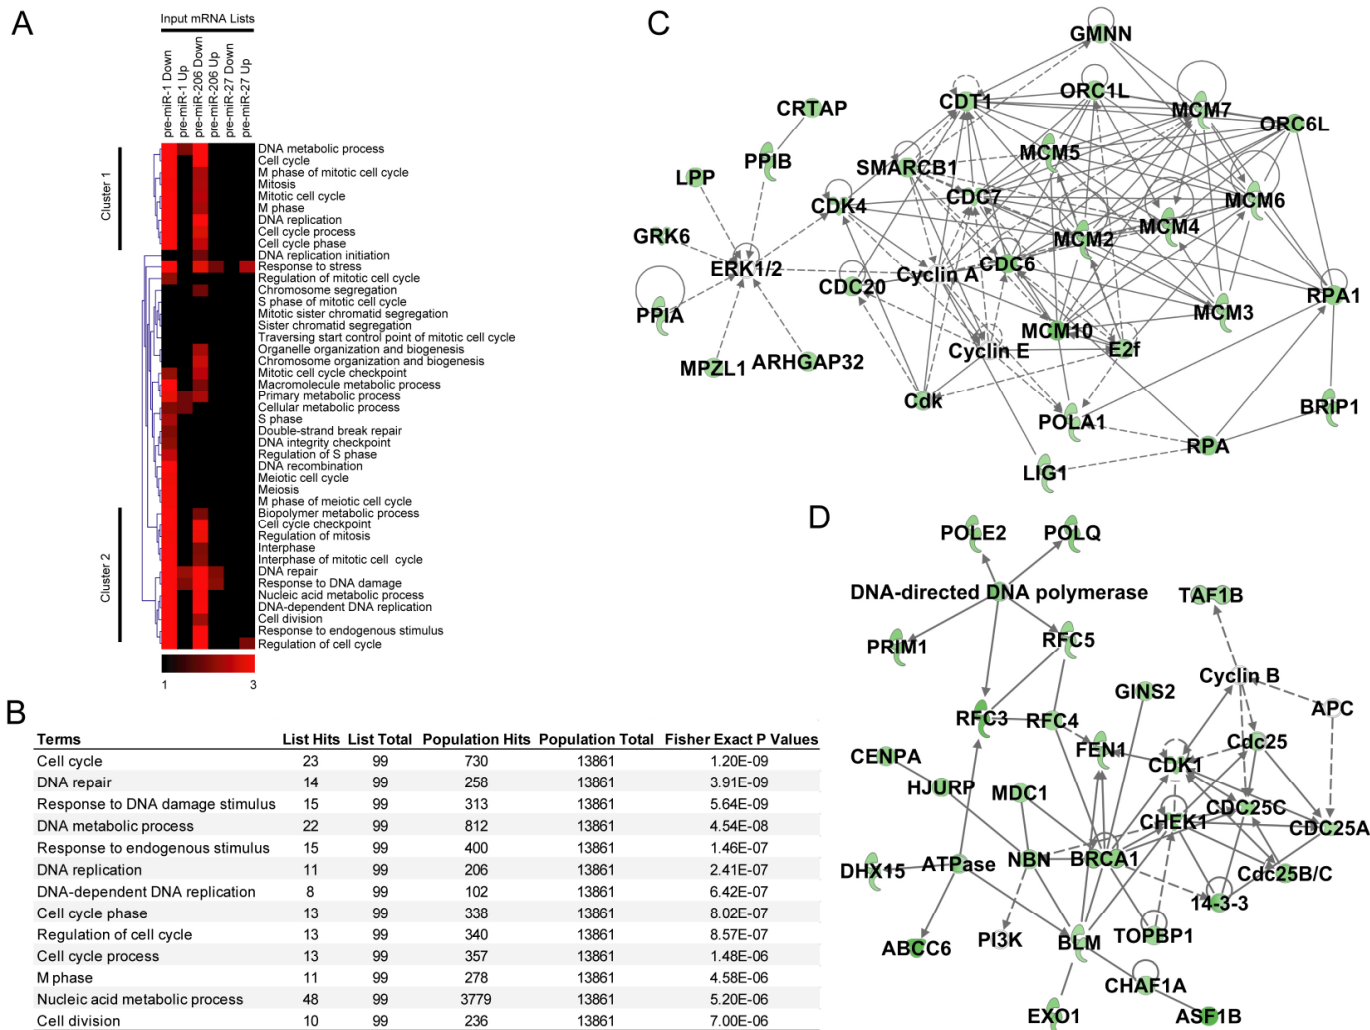 A
Input mRNA Lists
pre-miR-1 Down
pre-miR-1 Up
pre-miR-206 Down
pre-miR-206 Up
pre-miR-27 Down
pre-miR-27 Up
Cluster 1
DNA metabolic process
Cell cycle
M phase of mitotic cell cycle
Mitosis
Mitotic cell cycle
M phase
DNA replication
Cell cycle process
Cell cycle phase
DNA replication initiation
Response to stress
Regulation of mitotic cell cycle
Chromosome segregation
S phase of mitotic cell cycle
Mitotic sister chromatid segregation
Sister chromatid segregation
Traversing start control point of mitotic cell cycle
Organelle organization and biogenesis
Chromosome organization and biogenesis
Mitotic cell cycle checkpoint
Macromolecule metabolic process
Primary metabolic process
Cellular metabolic process
S phase
Double-strand break repair
DNA integrity checkpoint
Regulation of S phase
DNA recombination
Meiotic cell cycle
Meiosis
M phase of meiotic cell cycle
Cluster 2
Biopolymer metabolic process
Cell cycle checkpoint
Regulation of mitosis
Interphase
Interphase of mitotic cell cycle
DNA repair
Response to DNA damage
Nucleic acid metabolic process
DNA-dependent DNA replication
Cell division
Response to endogenous stimulus
Regulation of cell cycle
1 3
B
Terms List Hits List Total Population Hits Population Total Fisher Exact P Values
Cell cycle 23 99 730 13861 1.20E-09
DNA repair 14 99 258 13861 3.91E-09
Response to DNA damage stimulus 15 99 313 13861 5.64E-09
DNA metabolic process 22 99 812 13861 4.54E-08
Response to endogenous stimulus 15 99 400 13861 1.46E-07
DNA replication 11 99 206 13861 2.41E-07
DNA-dependent DNA replication 8 99 102 13861 6.42E-07
Cell cycle phase 13 99 338 13861 8.02E-07
Regulation of cell cycle 13 99 340 13861 8.57E-07
Cell cycle process 13 99 357 13861 1.48E-06
M phase 11 99 278 13861 4.58E-06
Nucleic acid metabolic process 48 99 3779 13861 5.20E-06
Cell division 10 99 236 13861 7.00E-06
C
GMNN
CDT1
ORC1L
MCM7
ORC6L
CRTAP
PPIB
LPP
SMARCB1
MCM5
CDK4
CDC7
MCM6
MCM4
MCM2
GRK6
ERK1/2
Cyclin A
CDC6
CDC20
RPA1
PPIA
MCM3
MCM10
Cyclin E
E2f
MPZL1
ARHGAP32
Cdk
POLA1
BRIP1
RPA
LIG1
D
POLE2
POLQ
DNA-directed DNA polymerase
TAF1B
PRIM1
RFC5
Cyclin B
GINS2
APC
RFC3
RFC4
FEN1
Cdc25
CENPA
CDK1
HJURP
MDC1
CDC25C
CHEK1
CDC25A
DHX15
ATPase
NBN
BRCA1
Cdc25B/C
14-3-3
ABCC6
PI3K
BLM
TOPBP1
CHAF1A
EXO1
ASF1B